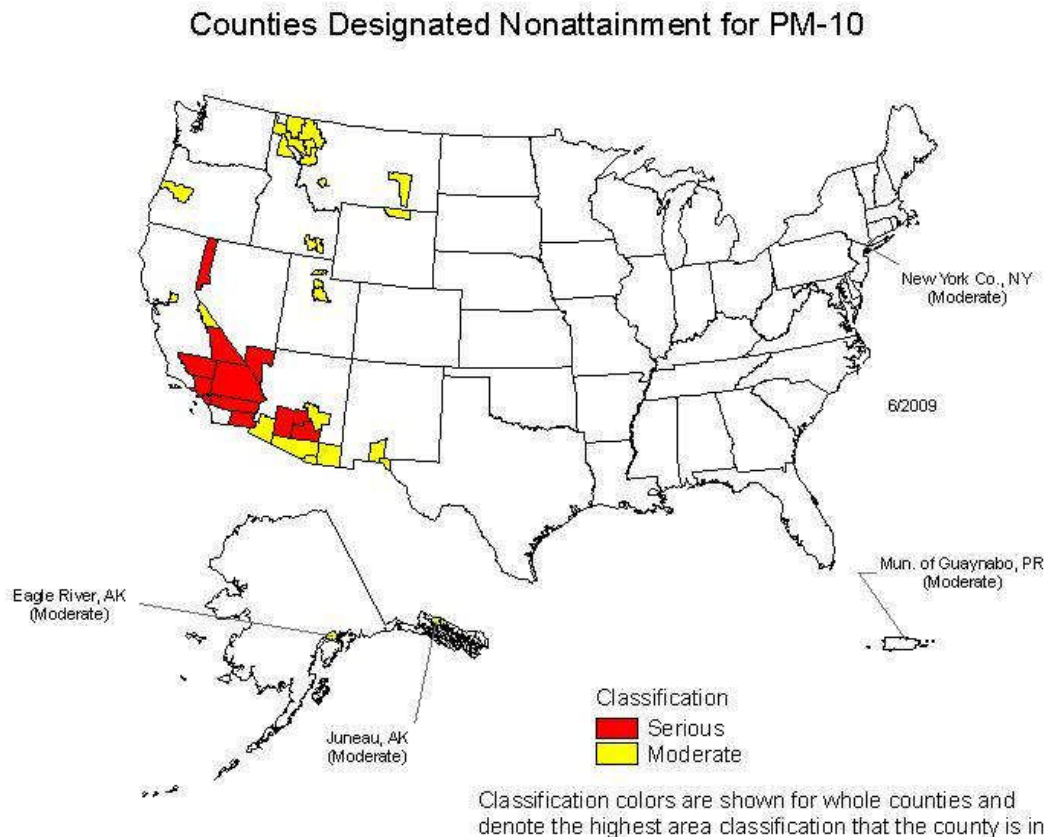 Counties Designated Nonattainment for PM-10
New York Co., NY
(Moderate)
6/2009
Mun. of Guaynabo, PR
(Moderate)
Eagle River, AK
(Moderate)
Juneau, AK
(Moderate)
Classification
Serious
Moderate
Classification colors are shown for whole counties and
denote the highest area classification that the county is in